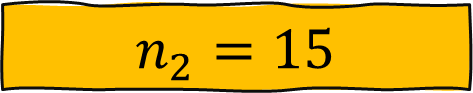 n₂ = 15